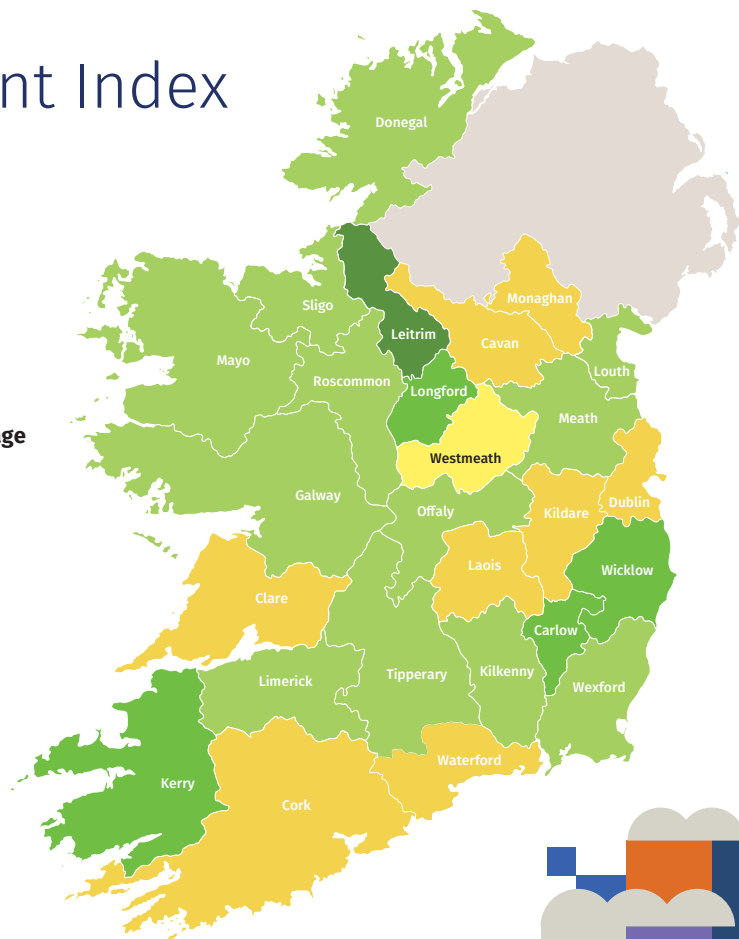 nt Index
Donegal
Monaghan
Sligo
Leitrim
Cavan
Mayo
Roscommon
Louth
Longford
Meath
ge
Westmeath
Galway
Dublin
Offaly
Kildare
Laois
Wicklow
Clare
Carlow
Kilkenny
Tipperary
Limerick
Wexford
Waterford
Kerry
Cork